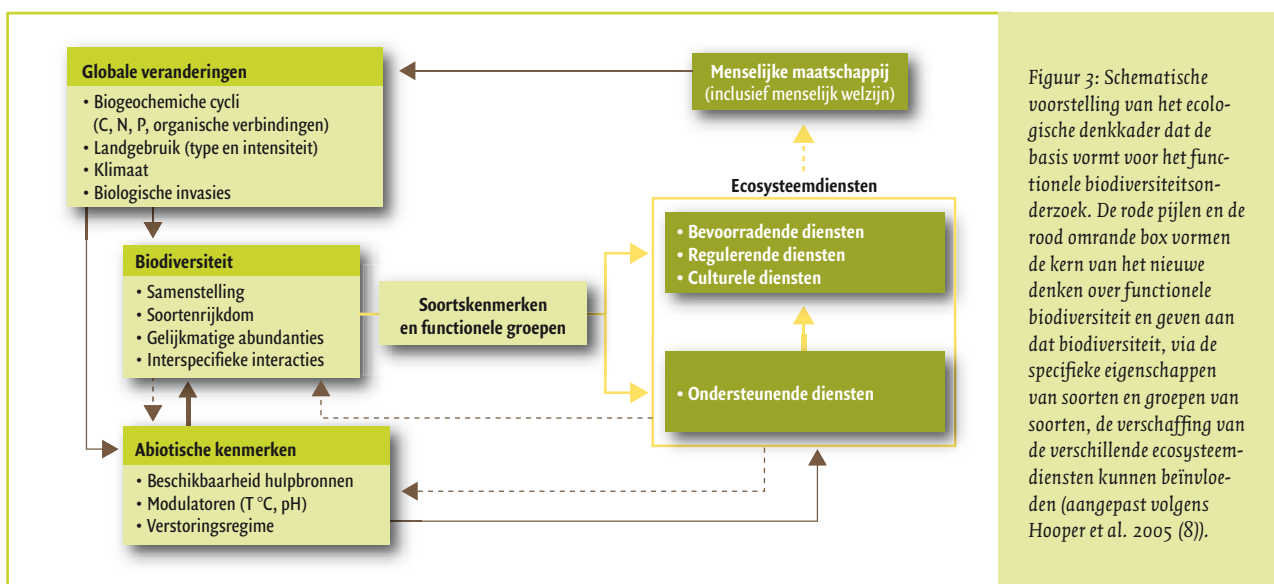 Globale veranderingen
• Biogeochemiche cycli
(C, N, P, organische verbindingen)
• Landgebruik (type en intensiteit)
• Klimaat
• Biologische invasies
Menselijke maatschappij
(inclusief menselijk welzijn)
Biodiversiteit
• Samenstelling
• Soortenrijkdom
• Gelijkmatige abundanties
• Interspecifieke interacties
Soortskenmerken
en functionele groepen
Ecosysteemdiensten
• Bevoorradende diensten
• Regulerende diensten
• Culturele diensten
• Ondersteunende diensten
Abiotische kenmerken
• Beschikbaarheid hulpbronnen
• Modulatoren (T °C, pH)
• Verstoringsregime
Figuur 3: Schematische
voorstelling van het ecolo-
gische denkkader dat de
basis vormt voor het func-
tionele biodiversiteitson-
derzoek. De rode pijlen en de
rood omrande box vormen
de kern van het nieuwe
denken over functionele
biodiversiteit en geven aan
dat biodiversiteit, via de
specifieke eigenschappen
van soorten en groepen van
soorten, de verschaffing van
de verschillende ecosysteem-
diensten kunnen beïnvloe-
den (aangepast volgens
Hooper et al. 2005 (8)).